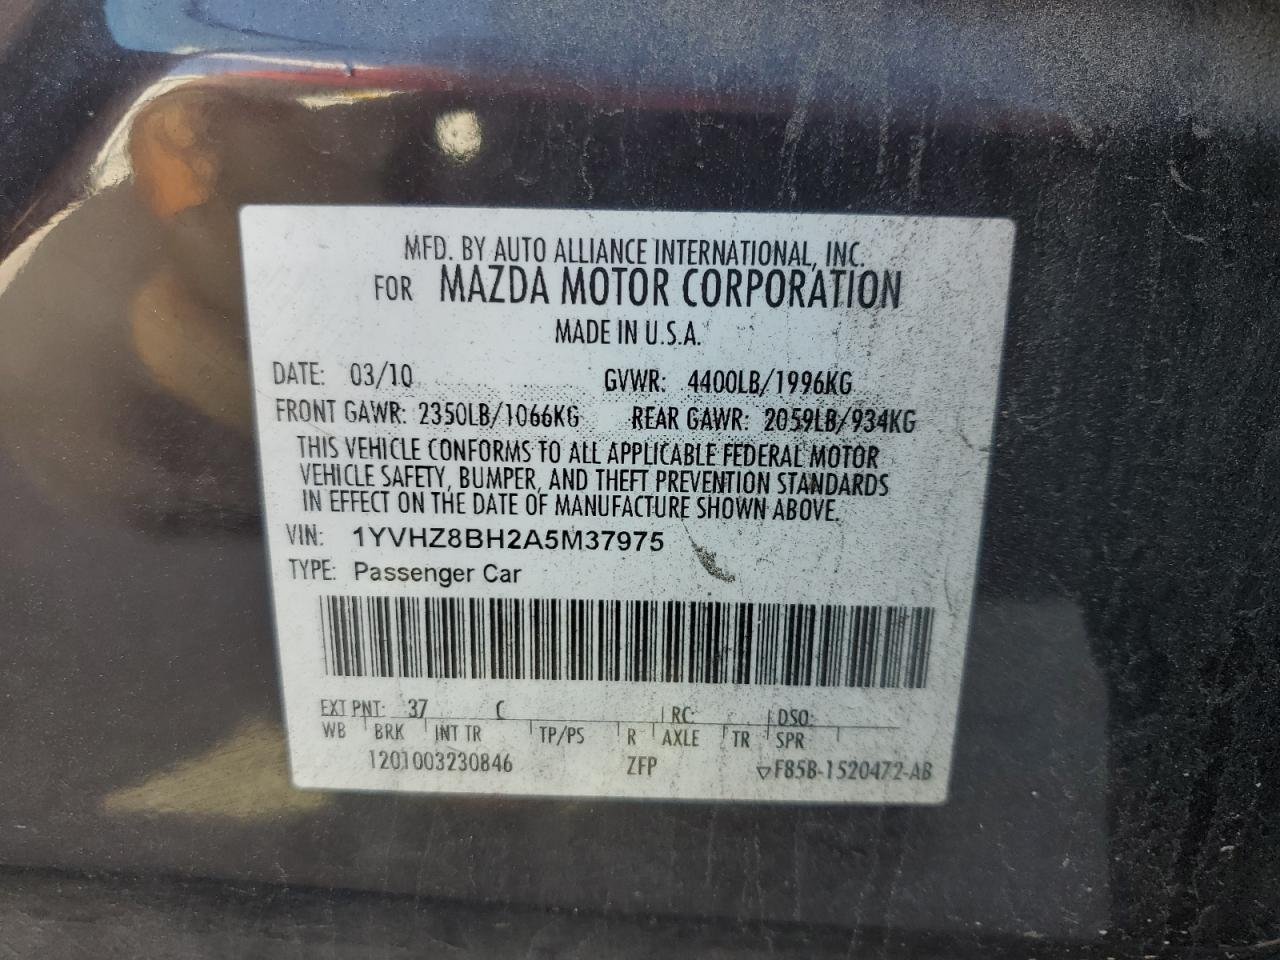 MFD. BY AUTO ALLIANCE INTERNATIONAL, INC.
FOR MAZDA MOTOR CORPORATION
MADE IN U.S.A.
DATE: 03/10 GVWR: 4400LB/1996KG
FRONT GAWR: 2350LB/1066KG REAR GAWR: 2059LB/934KG
THIS VEHICLE CONFORMS TO ALL APPLICABLE FEDERAL MOTOR
VEHICLE SAFETY, BUMPER, AND THEFT PREVENTION STANDARDS
IN EFFECT ON THE DATE OF MANUFACTURE SHOWN ABOVE.
VIN: 1YVHZ8BH2A5M37975
TYPE: Passenger Car
EXT PNT: 37 C RC: DSO:
WB BRK INT TR TP/PS R AXLE TR SPR
1201003230846 ZFP ▽F85B-1520472-AB